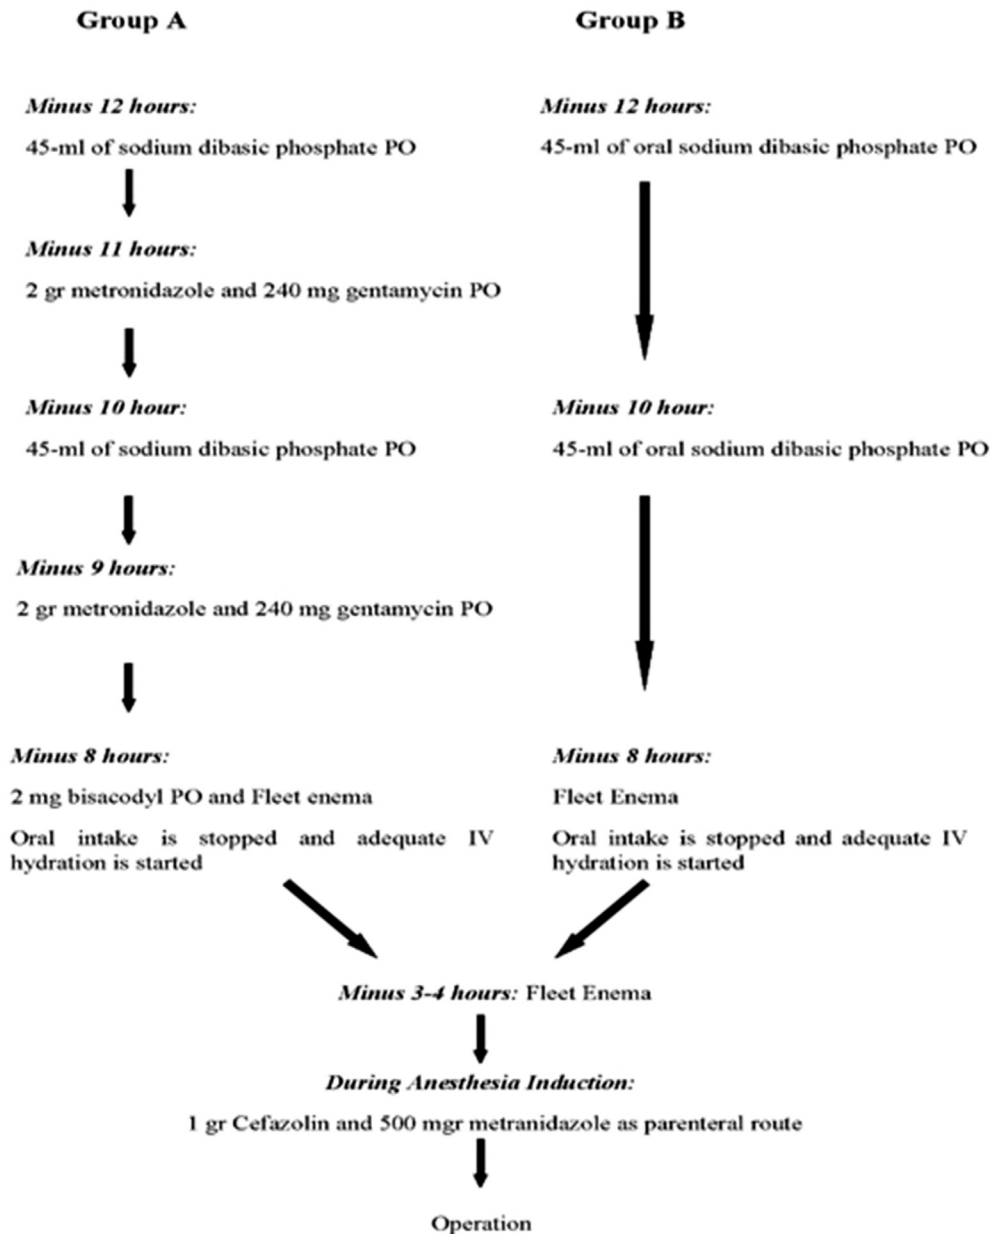 Group A
Group B
Minus 12 hours:
45-ml of sodium dibasic phosphate PO
Minus 11 hours:
2 gr metronidazole and 240 mg gentamycin PO
Minus 10 hour:
45-ml of sodium dibasic phosphate PO
Minus 9 hours:
2 gr metronidazole and 240 mg gentamycin PO
Minus 8 hours:
2 mg bisacodyl PO and Fleet enema
Oral intake is stopped and adequate IV
hydration is started
Minus 12 hours:
45-ml of oral sodium dibasic phosphate PO
Minus 10 hour:
45-ml of oral sodium dibasic phosphate PO
Minus 8 hours:
Fleet Enema
Oral intake is stopped and adequate IV
hydration is started
Minus 3-4 hours: Fleet Enema
During Anesthesia Induction:
1 gr Cefazolin and 500 mgr metranidazole as parenteral route
Operation